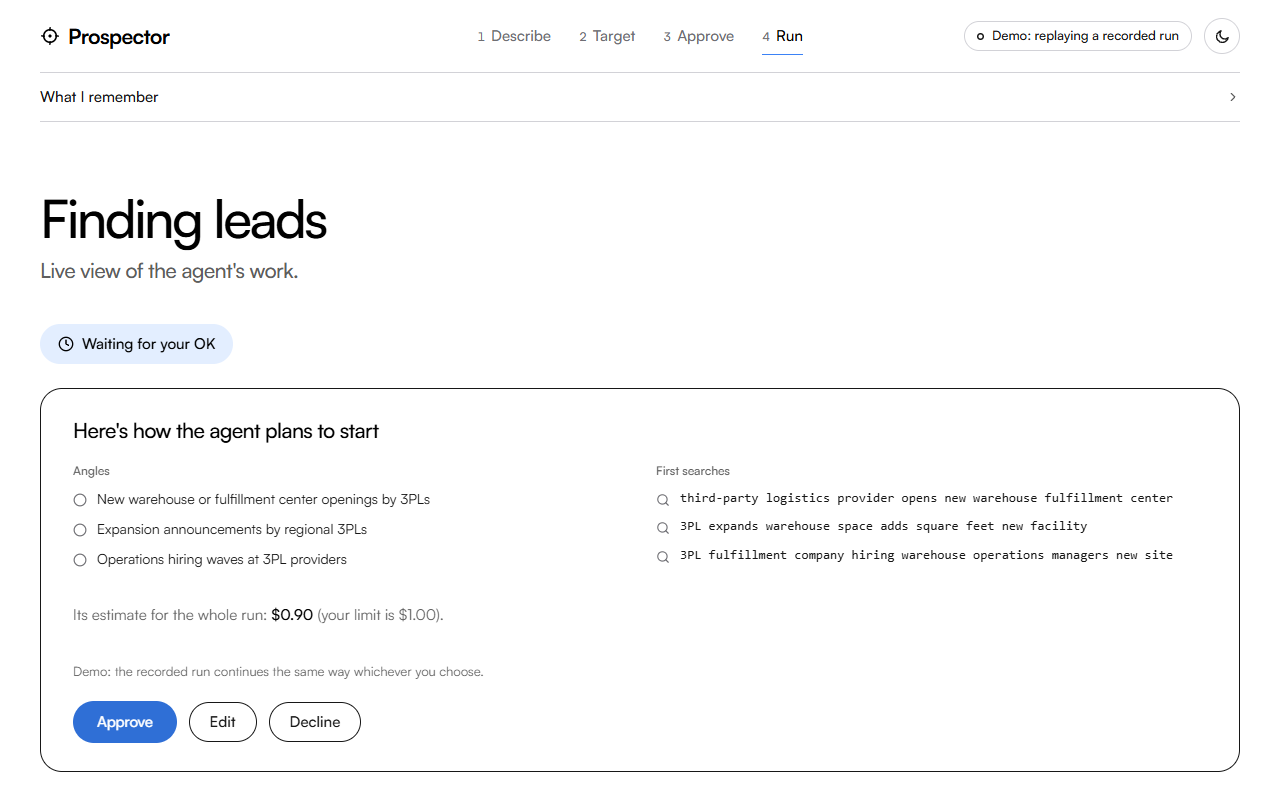 Prospector
1 Describe
2 Target
3 Approve
4 Run
Demo: replaying a recorded run
What I remember
Finding leads
Live view of the agent's work.
Waiting for your OK
Here's how the agent plans to start
Angles
New warehouse or fulfillment center openings by 3PLs
Expansion announcements by regional 3PLs
Operations hiring waves at 3PL providers
First searches
third-party logistics provider opens new warehouse fulfillment center
3PL expands warehouse space adds square feet new facility
3PL fulfillment company hiring warehouse operations managers new site
Its estimate for the whole run: $0.90 (your limit is $1.00).
Demo: the recorded run continues the same way whichever you choose.
Approve
Edit
Decline